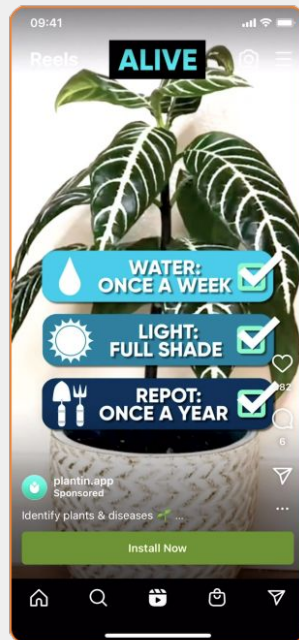 09:41
Reels
ALIVE
WATER:
ONCE A WEEK
LIGHT:
FULL SHADE
REPOT:
ONCE A YEAR
6
plantin.app
Sponsored
Identify plants & diseases 🌱 ...
Install Now